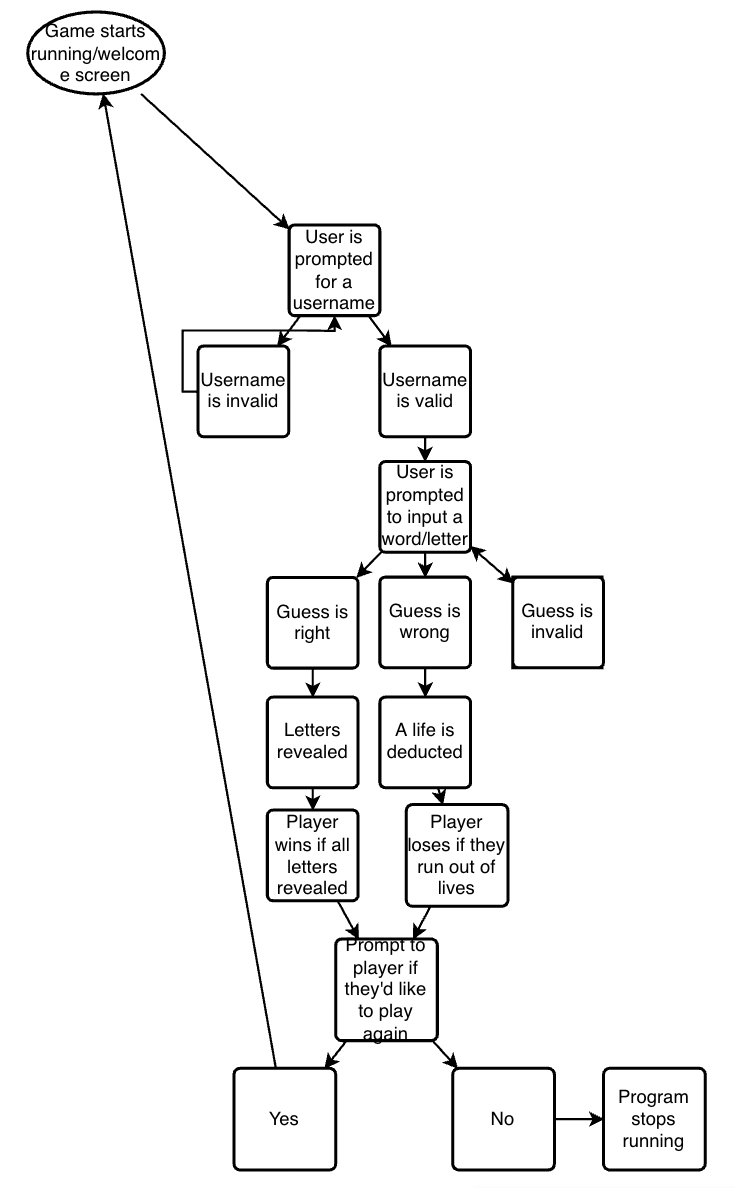 Game starts
running/welcom
e screen
User is
prompted
for a
username
Username
is invalid
Username
is valid
User is
prompted
to input a
word/letter
Guess is
right
Guess is
wrong
Guess is
invalid
Letters
revealed
A life is
deducted
Player
wins if all
letters
revealed
Player
loses if they
run out of
lives
Prompt to
player if
they'd like
to play
again
Yes
No
Program
stops
running